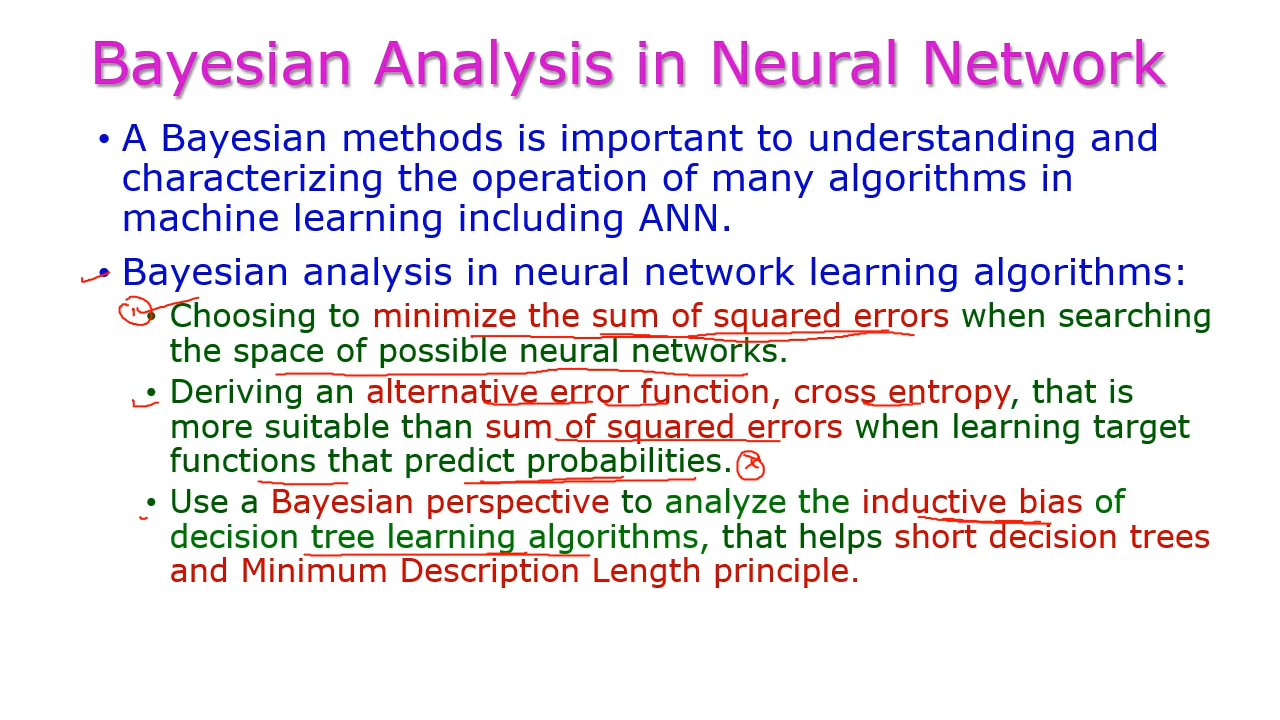 Bayesian Analysis in Neural Network
• A Bayesian methods is important to understanding and
characterizing the operation of many algorithms in
machine learning including ANN.
• Bayesian analysis in neural network learning algorithms:
• Choosing to minimize the sum of squared errors when searching
the space of possible neural networks.
• Deriving an alternative error function, cross entropy, that is
more suitable than sum of squared errors when learning target
functions that predict probabilities.
• Use a Bayesian perspective to analyze the inductive bias of
decision tree learning algorithms, that helps short decision trees
and Minimum Description Length principle.